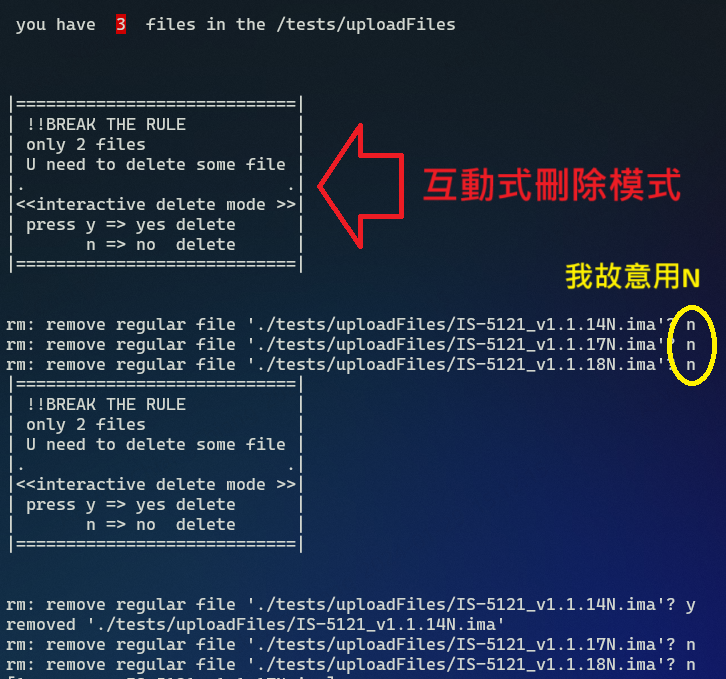 you have 3 files in the /tests/uploadFiles
|============================|
| !!BREAK THE RULE |
| only 2 files |
| U need to delete some file |
|. .|
|<<interactive delete mode >>|
| press y => yes delete |
| n => no delete |
|============================|
互動式刪除模式
我故意用N
rm: remove regular file './tests/uploadFiles/IS-5121_v1.1.14N.ima'? n
rm: remove regular file './tests/uploadFiles/IS-5121_v1.1.17N.ima'? n
rm: remove regular file './tests/uploadFiles/IS-5121_v1.1.18N.ima'? n
|============================|
| !!BREAK THE RULE |
| only 2 files |
| U need to delete some file |
|. .|
|<<interactive delete mode >>|
| press y => yes delete |
| n => no delete |
|============================|
rm: remove regular file './tests/uploadFiles/IS-5121_v1.1.14N.ima'? y
removed './tests/uploadFiles/IS-5121_v1.1.14N.ima'
rm: remove regular file './tests/uploadFiles/IS-5121_v1.1.17N.ima'? n
rm: remove regular file './tests/uploadFiles/IS-5121_v1.1.18N.ima'? n